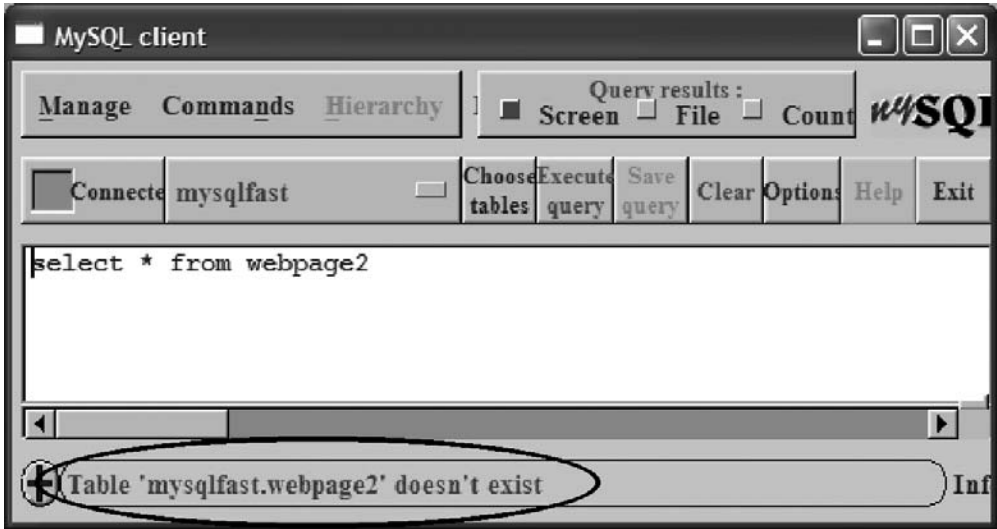 MySQL client
Manage Commands Hierarchy
Query results :
Screen File Count
mySQL
Connecte
mysqlfast
Choose tables
Execute query
Save query
Clear
Options
Help
Exit
select * from webpage2
Table 'mysqlfast.webpage2' doesn't exist
Inf